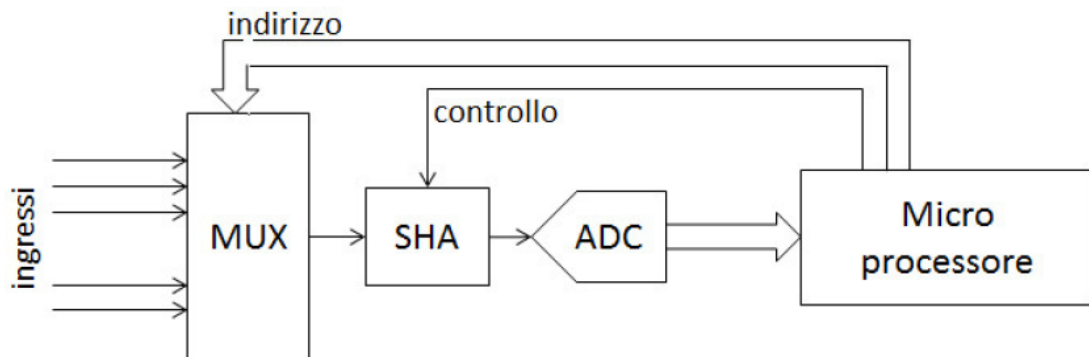 indirizzo
controllo
ingressi
MUX
SHA
ADC
Micro
processore